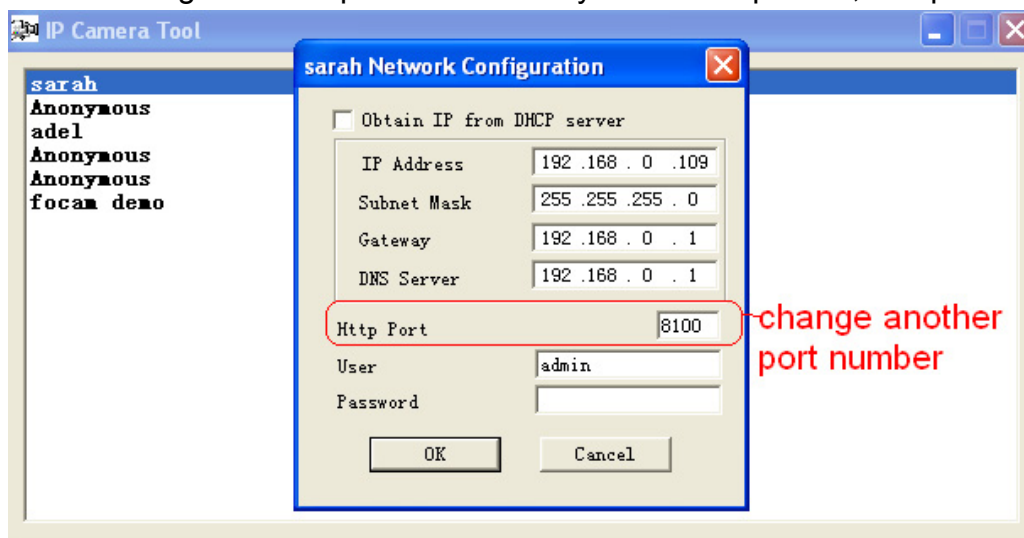 IP Camera Tool
sarah
Anonymous
adel
Anonymous
Anonymous
focam demo
sarah Network Configuration
Obtain IP from DHCP server
IP Address 192 .168 . 0 .109
Subnet Mask 255 .255 .255 . 0
Gateway 192 .168 . 0 . 1
DNS Server 192 .168 . 0 . 1
Http Port 8100
change another
port number
User admin
Password
OK Cancel